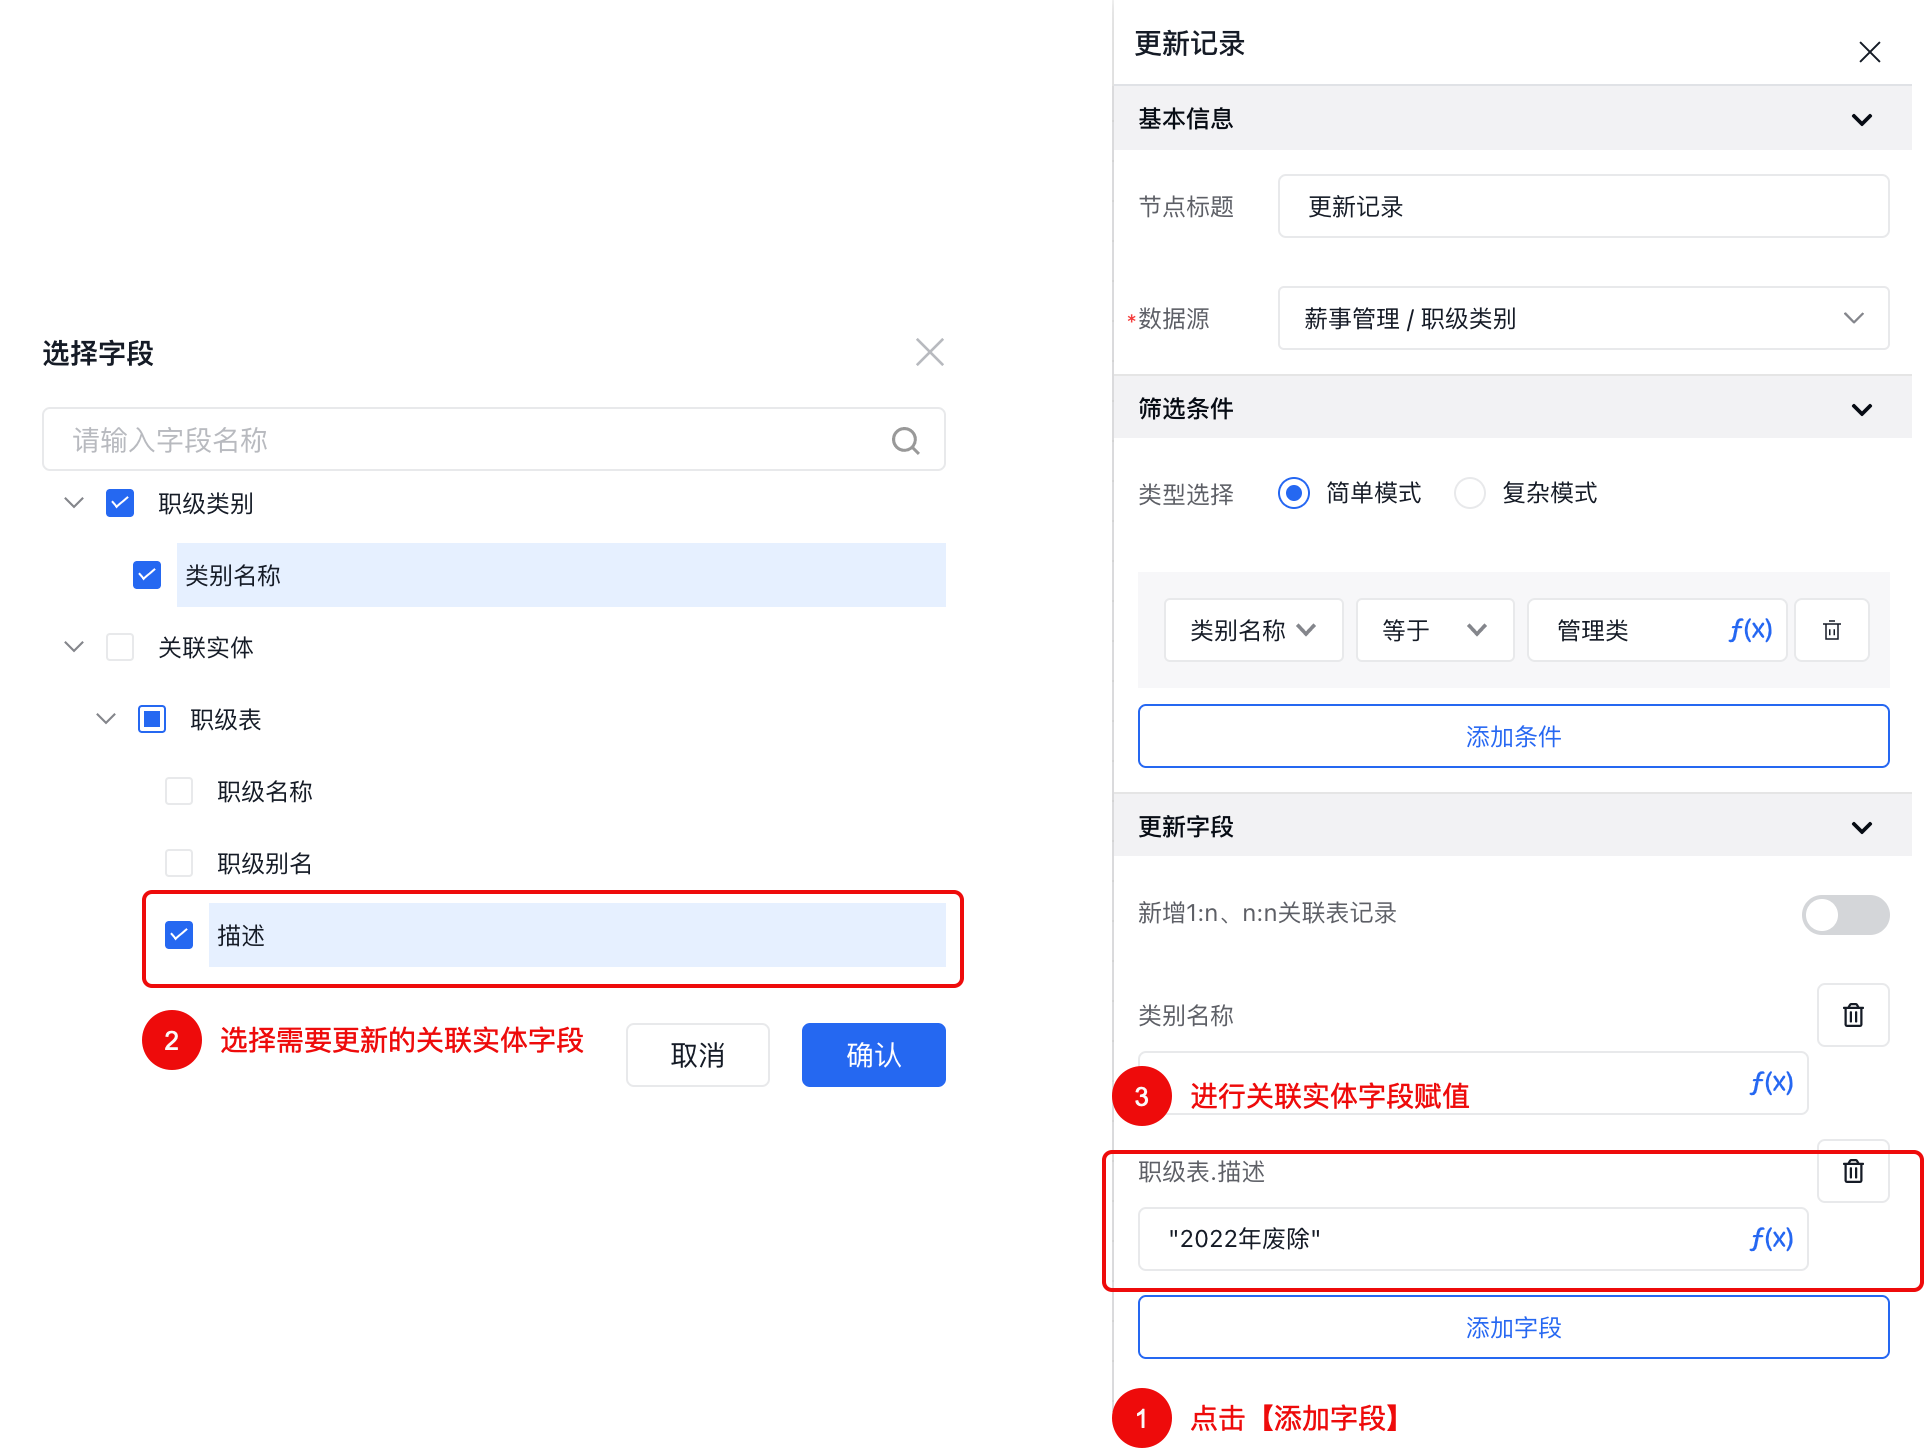 选择字段
请输入字段名称
职级类别
类别名称
关联实体
职级表
职级名称
职级别名
描述
2 选择需要更新的关联实体字段
取消 确认
更新记录
基本信息
节点标题 更新记录
*数据源 薪事管理 / 职级类别
筛选条件
类型选择 简单模式 复杂模式
类别名称 等于 管理类 f(x)
添加条件
更新字段
新增1:n、n:n关联表记录
类别名称
3 进行关联实体字段赋值 f(x)
职级表.描述
"2022年废除" f(x)
添加字段
1 点击【添加字段】